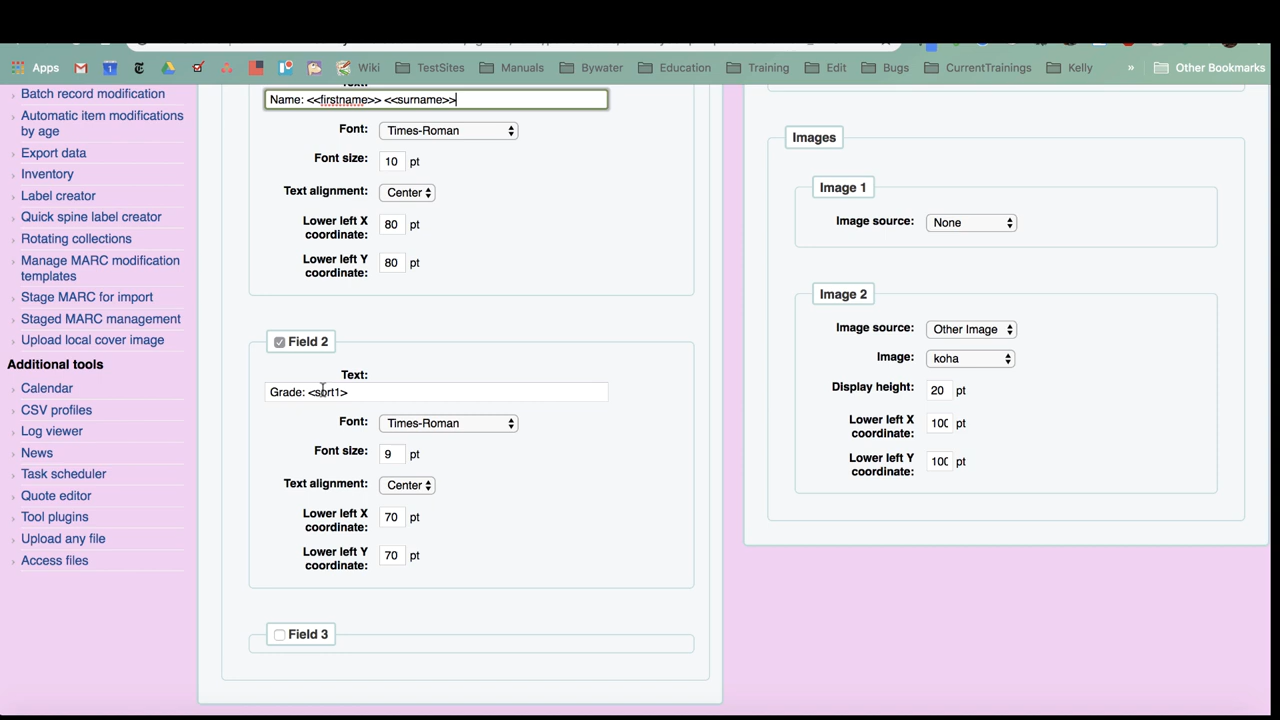 Apps
Wiki
TestSites
Manuals
Bywater
Education
Training
Bugs
CurrentTrainings
Kelly
»
Other Bookmarks
Batch record modification
Automatic item modifications
by age
Export data
Inventory
Label creator
Quick spine label creator
Rotating collections
Manage MARC modification
templates
Stage MARC for import
Staged MARC management
Upload local cover image
Additional tools
Calendar
CSV profiles
Log viewer
News
Task scheduler
Quote editor
Tool plugins
Upload any file
Access files
Text:
Name: <<firstname>> <<surname>>
Font: Times-Roman
Font size: 10 pt
Text alignment: Center
Lower left X
coordinate: 80 pt
Lower left Y
coordinate: 80 pt
Field 2
Text:
Grade: <sort1>
Font: Times-Roman
Font size: 9 pt
Text alignment: Center
Lower left X
coordinate: 70 pt
Lower left Y
coordinate: 70 pt
Field 3
Images
Image 1
Image source: None
Image 2
Image source: Other Image
Image: koha
Display height: 20 pt
Lower left X
coordinate: 100 pt
Lower left Y
coordinate: 100 pt